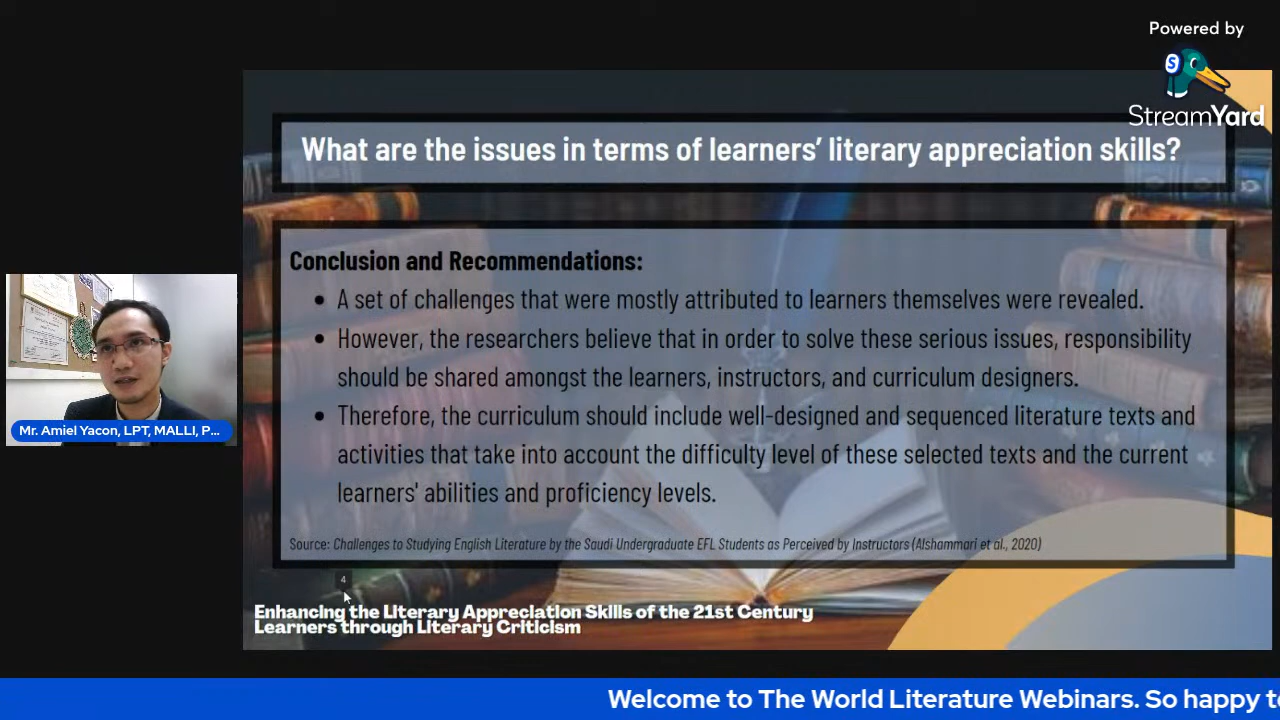 Powered by
StreamYard
What are the issues in terms of learners' literary appreciation skills?
Conclusion and Recommendations:
• A set of challenges that were mostly attributed to learners themselves were revealed.
• However, the researchers believe that in order to solve these serious issues, responsibility
should be shared amongst the learners, instructors, and curriculum designers.
• Therefore, the curriculum should include well-designed and sequenced literature texts and
activities that take into account the difficulty level of these selected texts and the current
learners' abilities and proficiency levels.
Source: Challenges to Studying English Literature by the Saudi Undergraduate EFL Students as Perceived by Instructors (Alshammari et al., 2020)
Mr. Amiel Yacon, LPT, MALLI, P...
4
Enhancing the Literary Appreciation Skills of the 21st Century
Learners through Literary Criticism
Welcome to The World Literature Webinars. So happy t